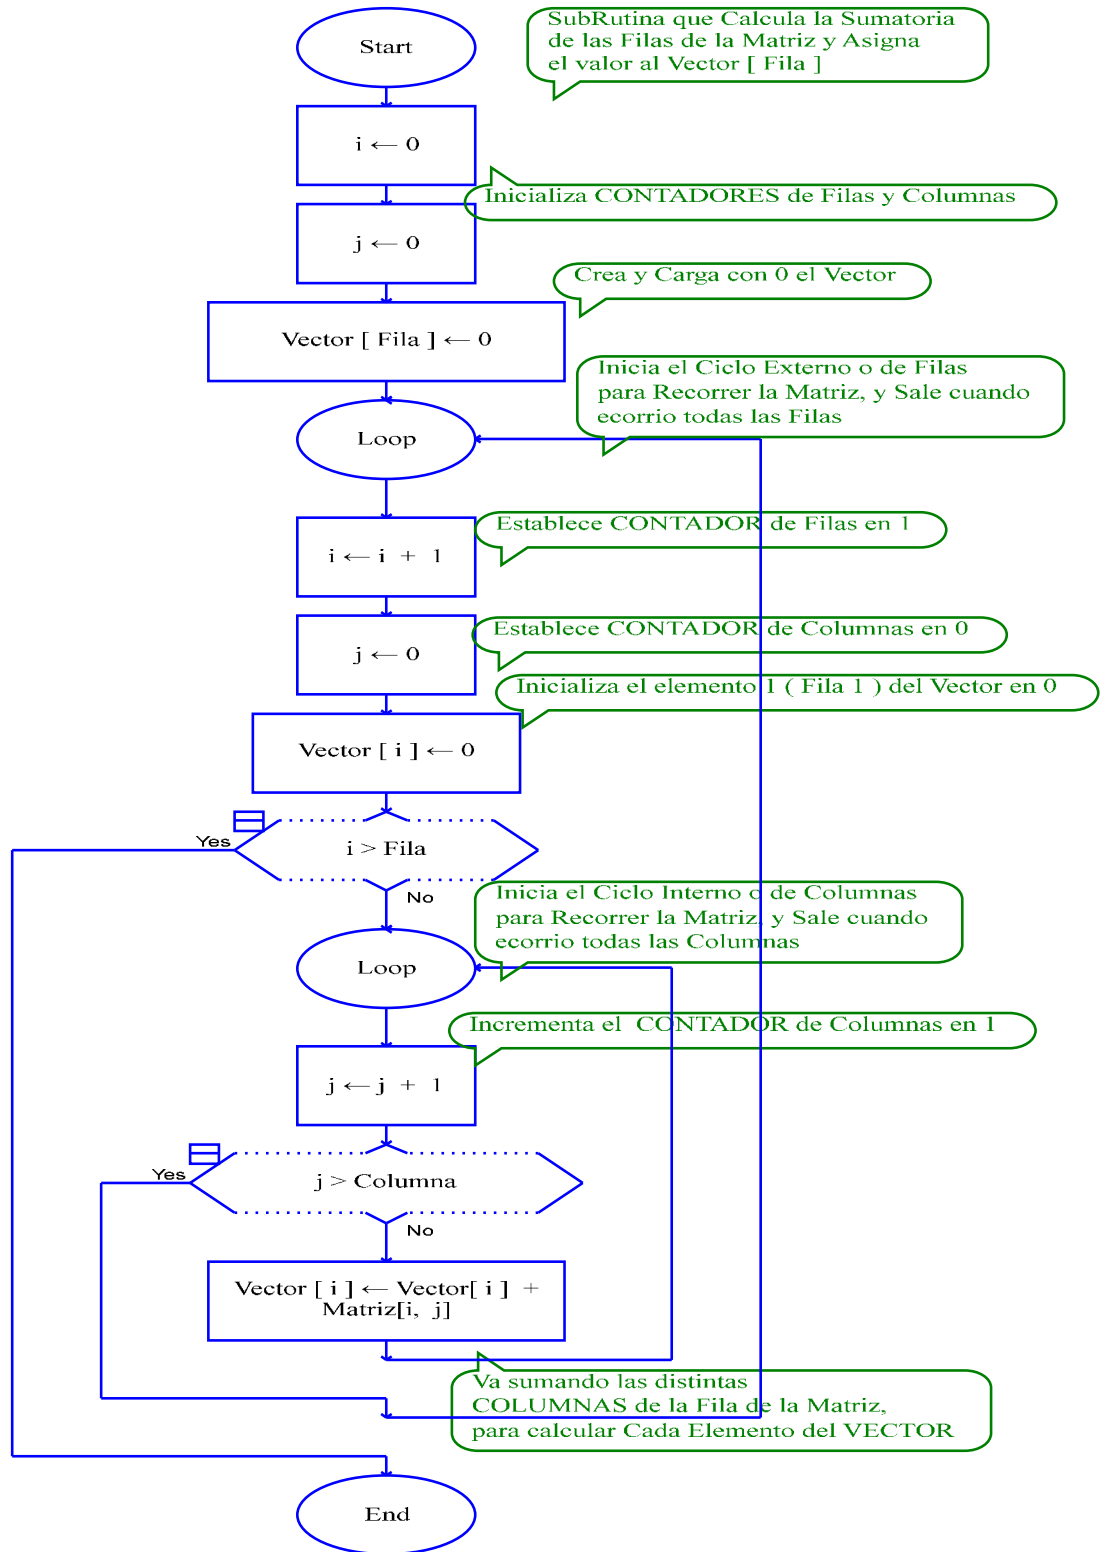 Start
SubRutina que Calcula la Sumatoria
de las Filas de la Matriz y Asigna
el valor al Vector [ Fila ]
i ← 0
Inicializa CONTADORES de Filas y Columnas
j ← 0
Crea y Carga con 0 el Vector
Vector [ Fila ] ← 0
Inicia el Ciclo Externo o de Filas
para Recorrer la Matriz, y Sale cuando
ecorrio todas las Filas
Loop
Establece CONTADOR de Filas en 1
i ← i + 1
Establece CONTADOR de Columnas en 0
j ← 0
Inicializa el elemento 1 ( Fila 1 ) del Vector en 0
Vector [ i ] ← 0
Yes
i > Fila
No
Inicia el Ciclo Interno o de Columnas
para Recorrer la Matriz, y Sale cuando
ecorrio todas las Columnas
Loop
Incrementa el CONTADOR de Columnas en 1
j ← j + 1
Yes
j > Columna
No
Vector [ i ] ← Vector[ i ] +
Matriz[i, j]
Va sumando las distintas
COLUMNAS de la Fila de la Matriz,
para calcular Cada Elemento del VECTOR
End